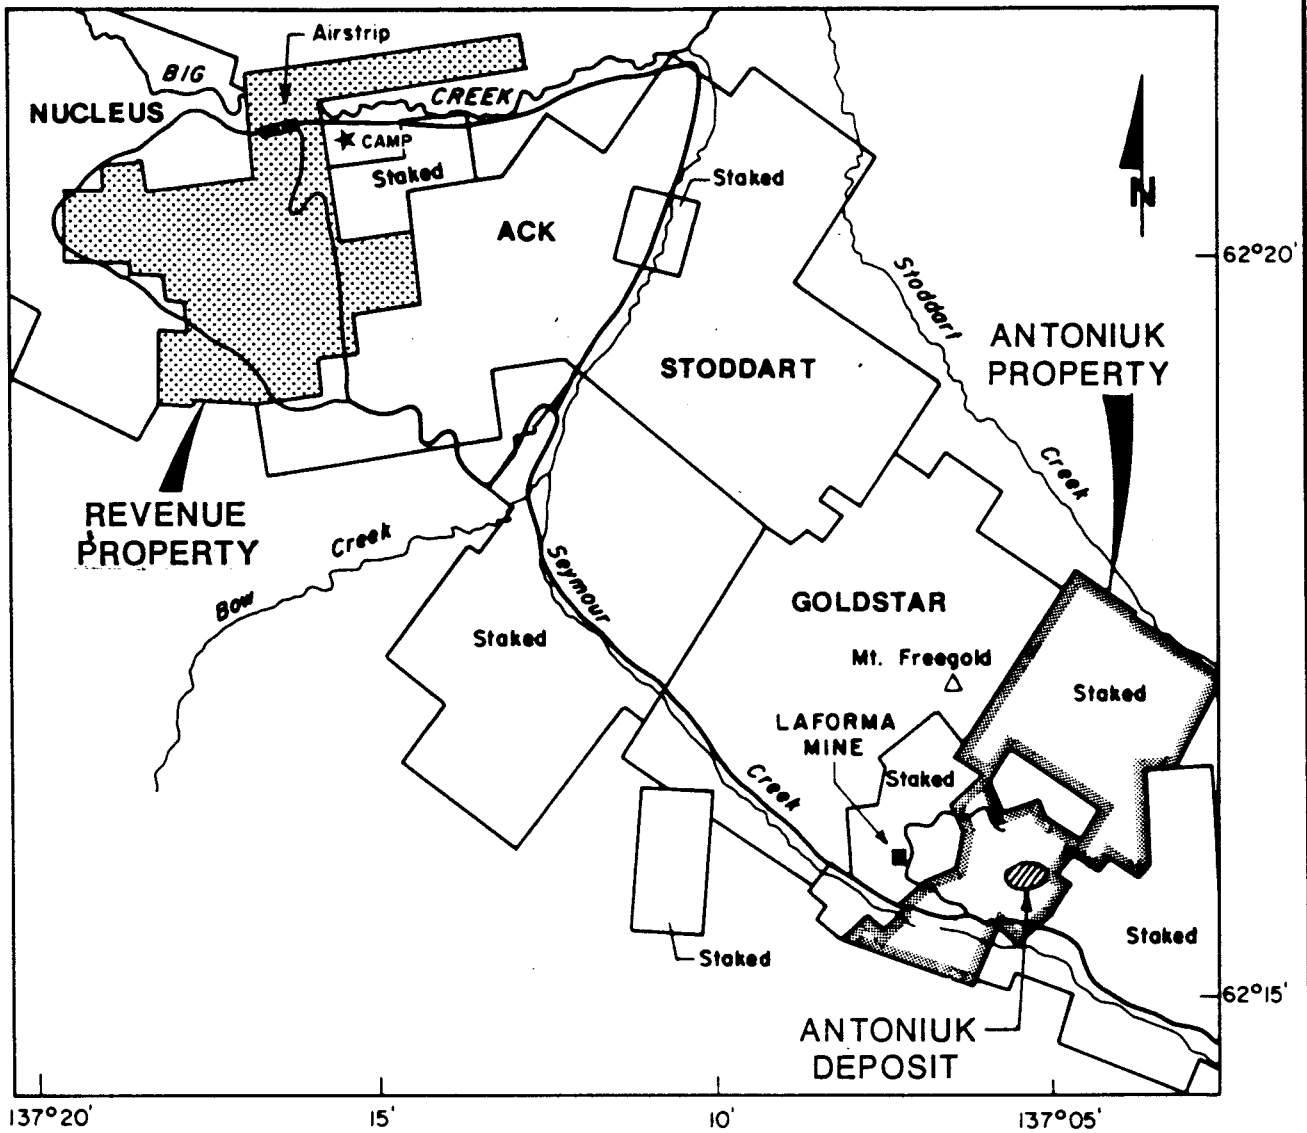 Airstrip
BIG
CREEK
NUCLEUS
CAMP
Staked
Staked
ACK
N
62°20'
Stoddart
Creek
ANTONIUK
PROPERTY
STODDART
REVENUE
PROPERTY
Creek
Bow
Seymour
Creek
Staked
GOLDSTAR
Mt. Freegold
Staked
LAFORMA
MINE
Staked
Staked
Staked
62°15'
ANTONIUK
DEPOSIT
137°20'
15'
10'
137°05'